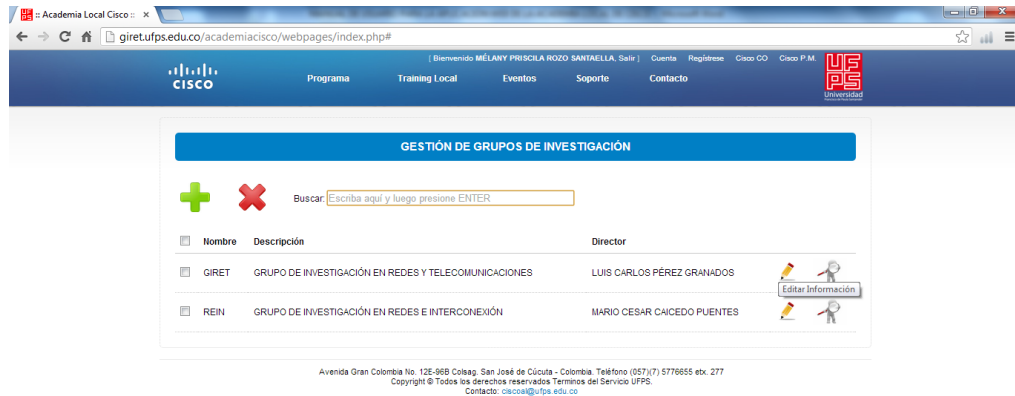 :: Academia Local Cisco ::
giret.ufps.edu.co/academiacisco/webpages/index.php#
[ Bienvenido MÉLANY PRISCILA ROZO SANTAELLA, Salir ] Cuenta Regístrese Cisco CO Cisco P.M.
CISCO
Programa Training Local Eventos Soporte Contacto
UFPS
Universidad
GESTIÓN DE GRUPOS DE INVESTIGACIÓN
Buscar: Escriba aquí y luego presione ENTER
Nombre Descripción Director
GIRET GRUPO DE INVESTIGACIÓN EN REDES Y TELECOMUNICACIONES LUIS CARLOS PÉREZ GRANADOS
Editar Información
REIN GRUPO DE INVESTIGACIÓN EN REDES E INTERCONEXIÓN MARIO CESAR CAICEDO PUENTES
Avenida Gran Colombia No. 12E-96B Colsag. San José de Cúcuta - Colombia. Teléfono (057)(7) 5776655 etx. 277
Copyright © Todos los derechos reservados Terminos del Servicio UFPS.
Contacto: ciscoal@ufps.edu.co